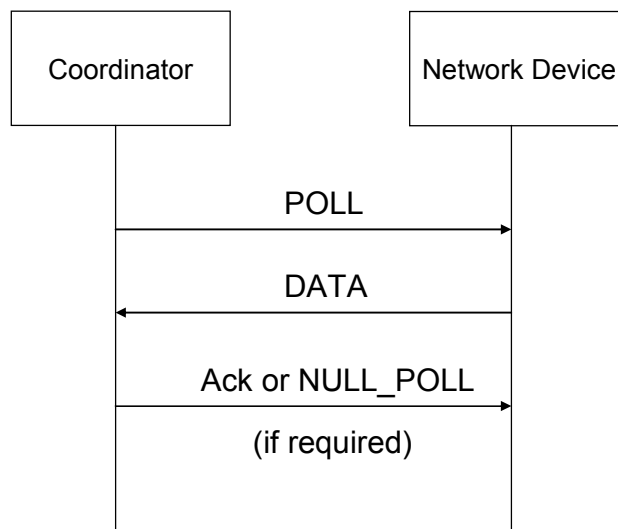 Coordinator
Network Device
POLL
DATA
Ack or NULL_POLL
(if required)